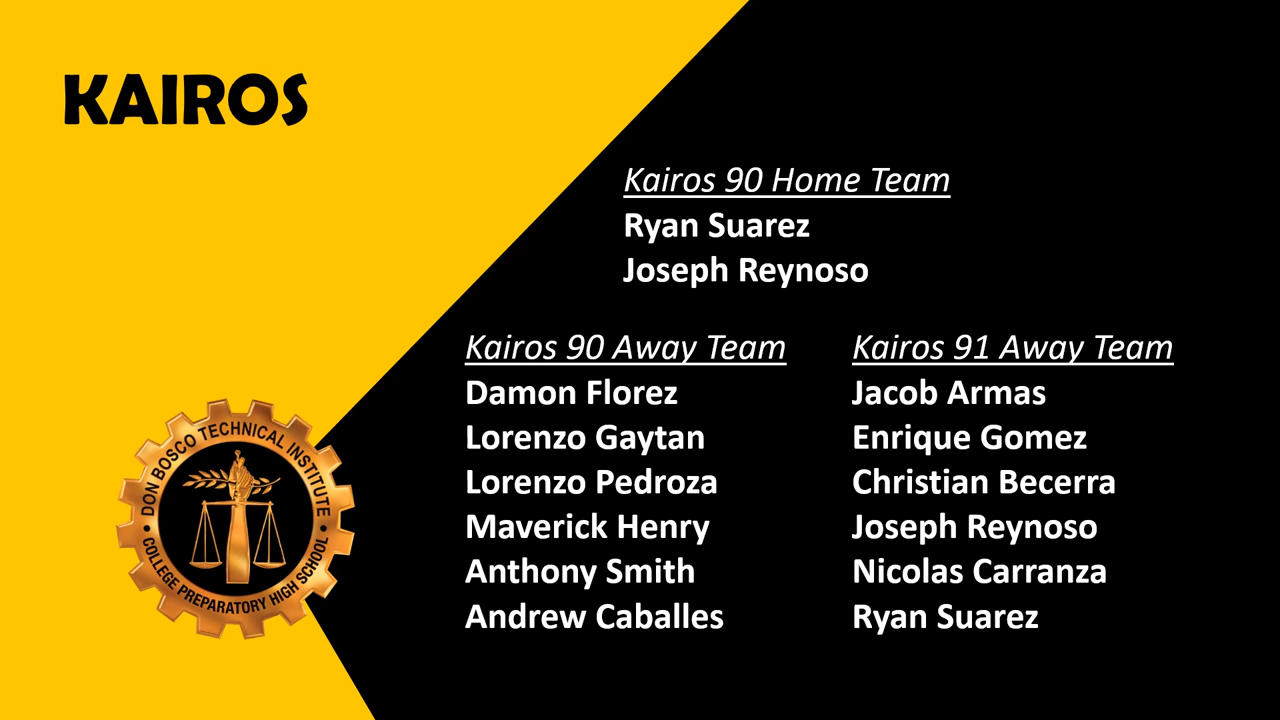 KAIROS
Kairos 90 Home Team
Ryan Suarez
Joseph Reynoso
Kairos 90 Away Team
Damon Florez
Lorenzo Gaytan
Lorenzo Pedroza
Maverick Henry
Anthony Smith
Andrew Caballes
Kairos 91 Away Team
Jacob Armas
Enrique Gomez
Christian Becerra
Joseph Reynoso
Nicolas Carranza
Ryan Suarez
DON BOSCO TECHNICAL INSTITUTE
COLLEGE PREPARATORY HIGH SCHOOL